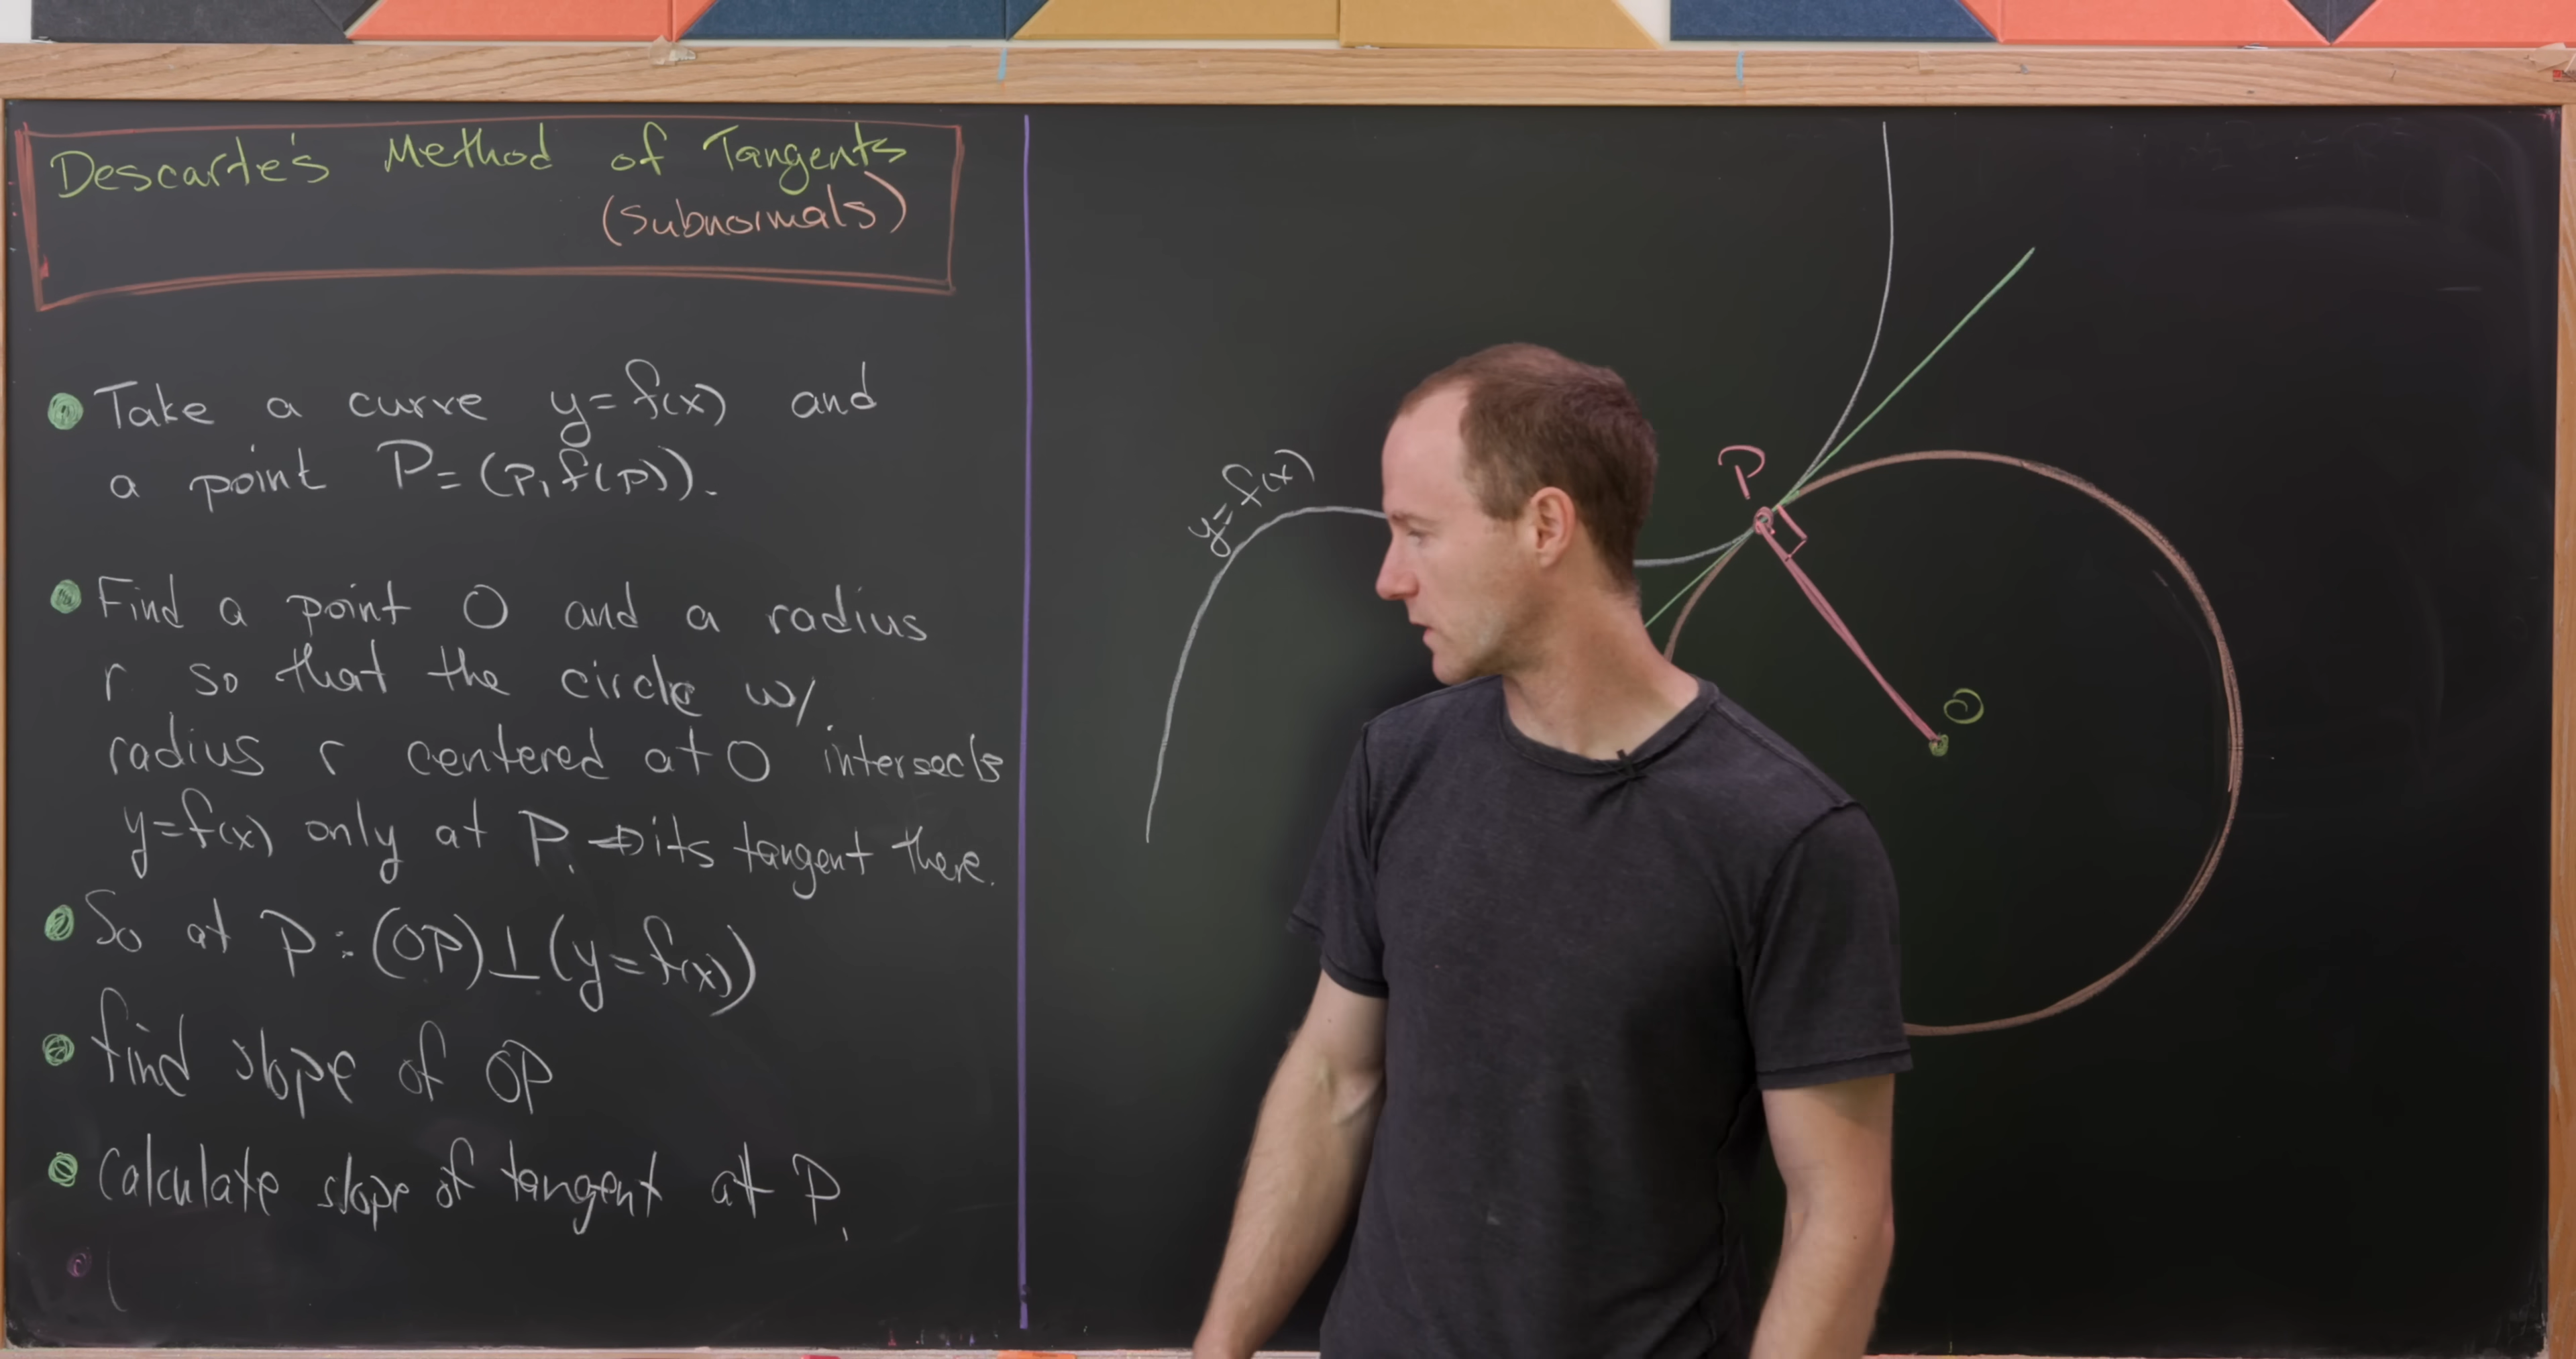 Descarte's Method of Tangents
(subnormals)
Take a curve y=f(x) and
a point P=(p,f(p)).
Find a point O and a radius
r so that the circle w/
radius r centered at O intersects
y=f(x) only at P. ⇒ its tangent there.
So at P: (OP)⊥(y=f(x))
find slope of OP
Calculate slope of tangent at P.
y=f(x)
P
O